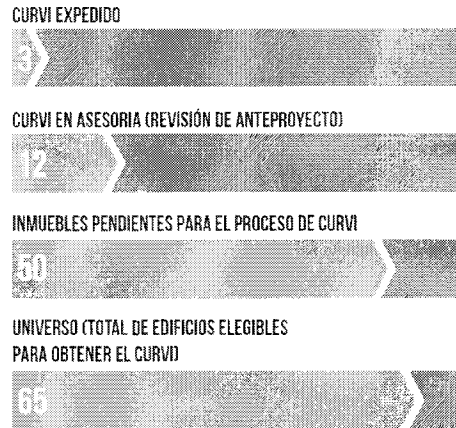 CURVI EXPEDIDO
3
CURVI EN ASESORIA (REVISIÓN DE ANTEPROYECTO)
12
INMUEBLES PENDIENTES PARA EL PROCESO DE CURVI
50
UNIVERSO (TOTAL DE EDIFICIOS ELEGIBLES
PARA OBTENER EL CURVI)
65